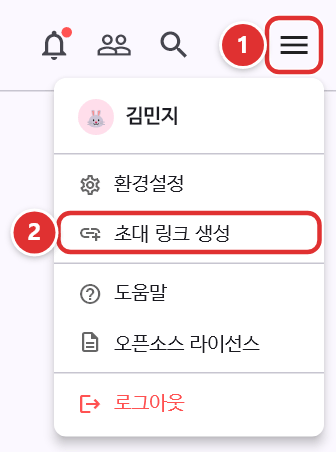 1
김민지
환경설정
2
초대 링크 생성
도움말
오픈소스 라이선스
로그아웃